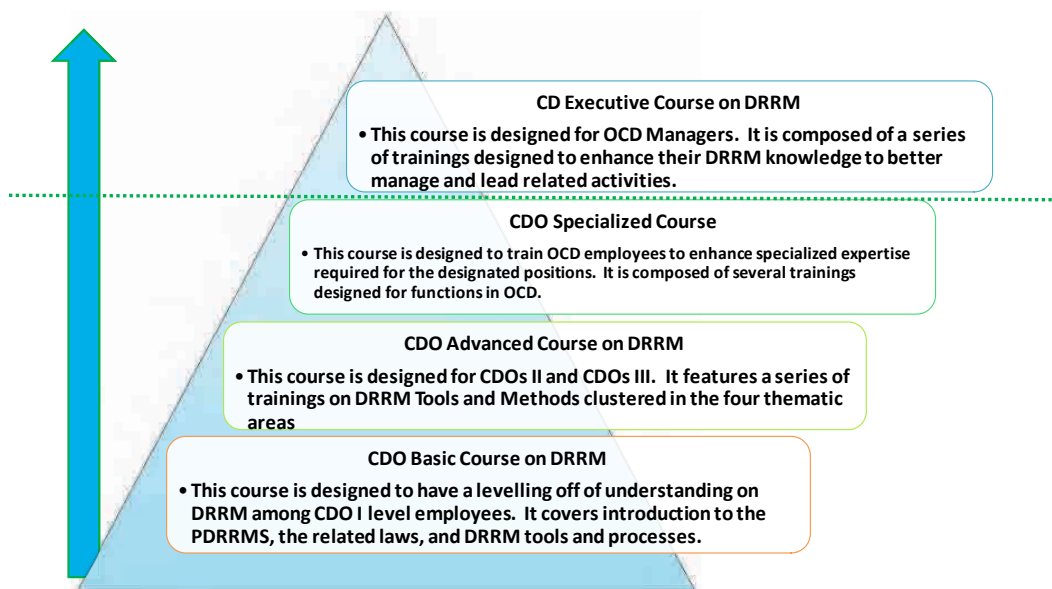 CD Executive Course on DRRM
• This course is designed for OCD Managers. It is composed of a series
of trainings designed to enhance their DRRM knowledge to better
manage and lead related activities.
CDO Specialized Course
• This course is designed to train OCD employees to enhance specialized expertise
required for the designated positions. It is composed of several trainings
designed for functions in OCD.
CDO Advanced Course on DRRM
• This course is designed for CDOs II and CDOs III. It features a series of
trainings on DRRM Tools and Methods clustered in the four thematic
areas
CDO Basic Course on DRRM
• This course is designed to have a levelling off of understanding on
DRRM among CDO I level employees. It covers introduction to the
PDRRMS, the related laws, and DRRM tools and processes.